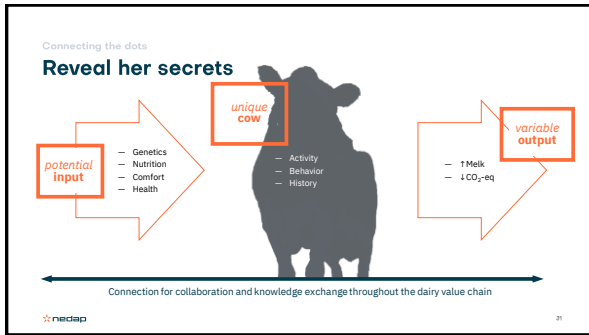 Connecting the dots
Reveal her secrets
potential
input
— Genetics
— Nutrition
— Comfort
— Health
unique
cow
— Activity
— Behavior
— History
— ↑Melk
— ↓CO₂-eq
variable
output
Connection for collaboration and knowledge exchange throughout the dairy value chain
nedap
31